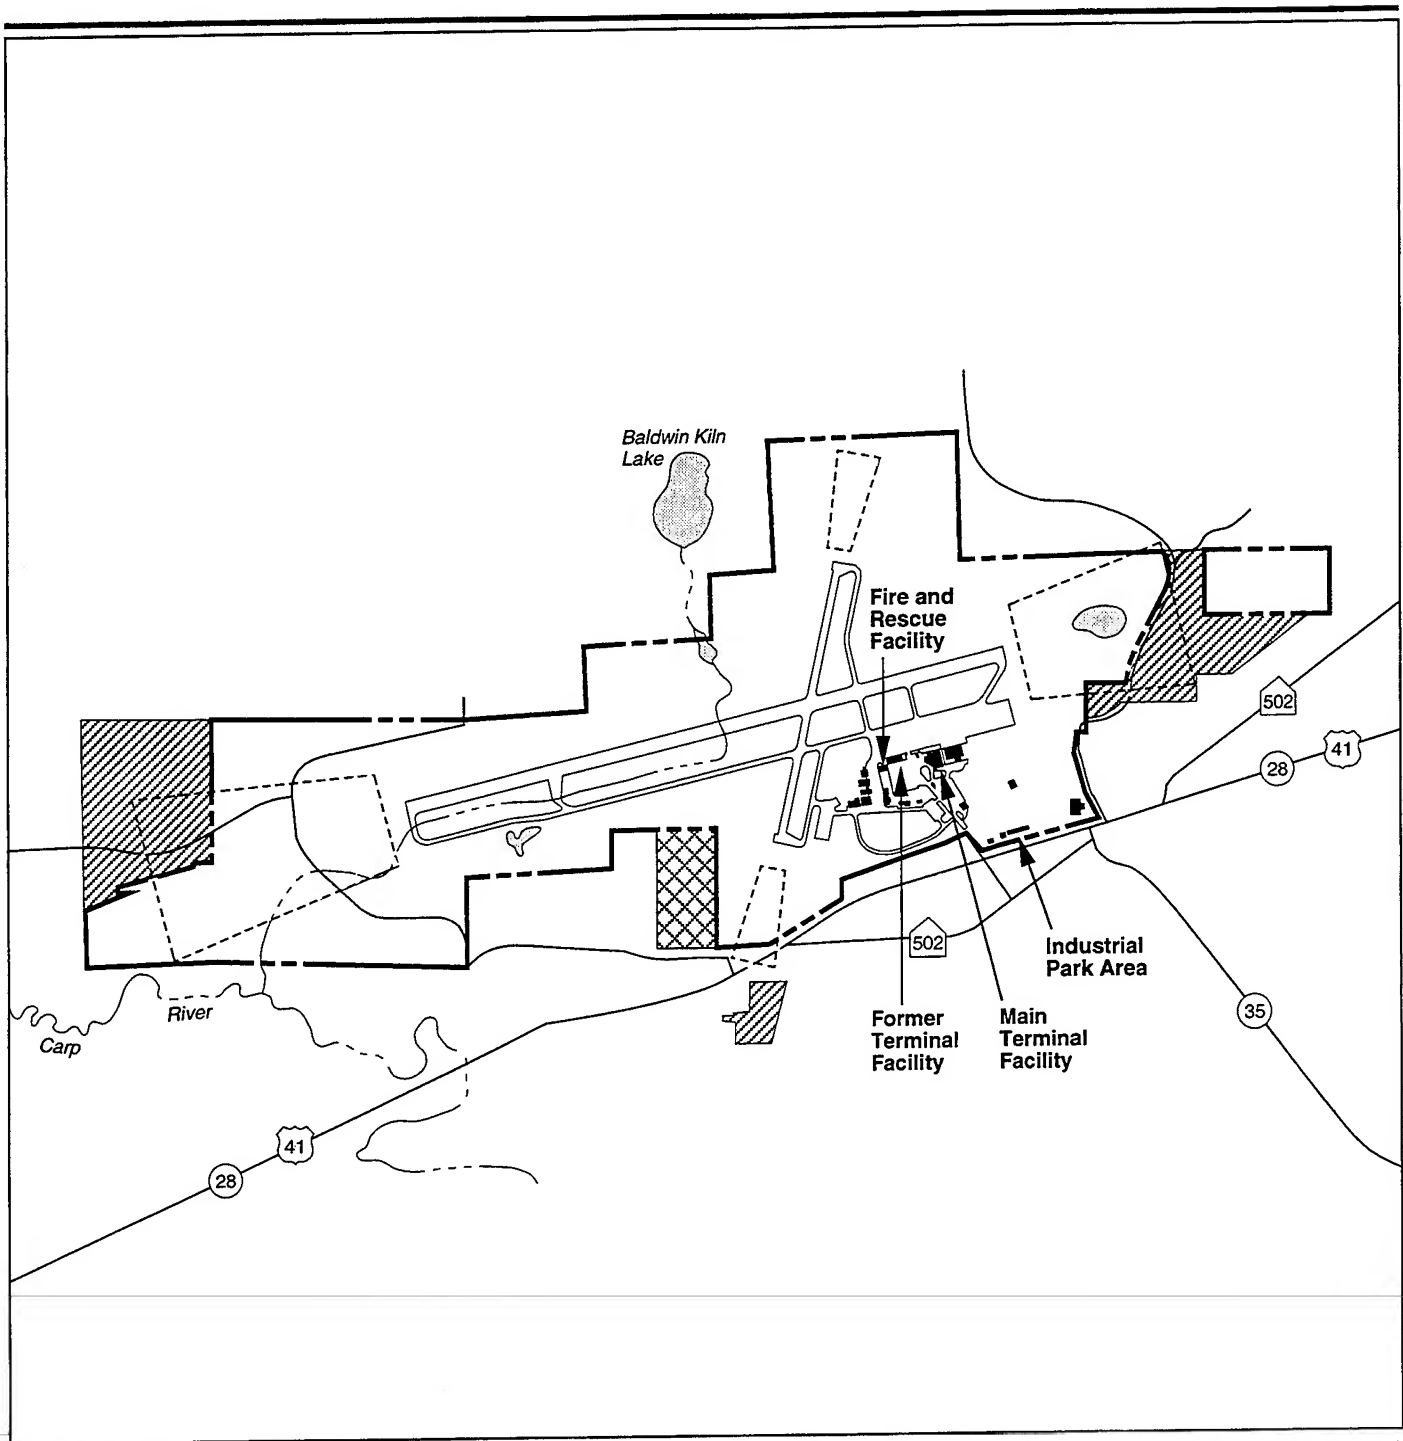 Baldwin Kiln
Lake
Fire and
Rescue
Facility
502
41
28
502
Industrial
Park Area
River
Carp
Former
Terminal
Facility
Main
Terminal
Facility
35
41
28